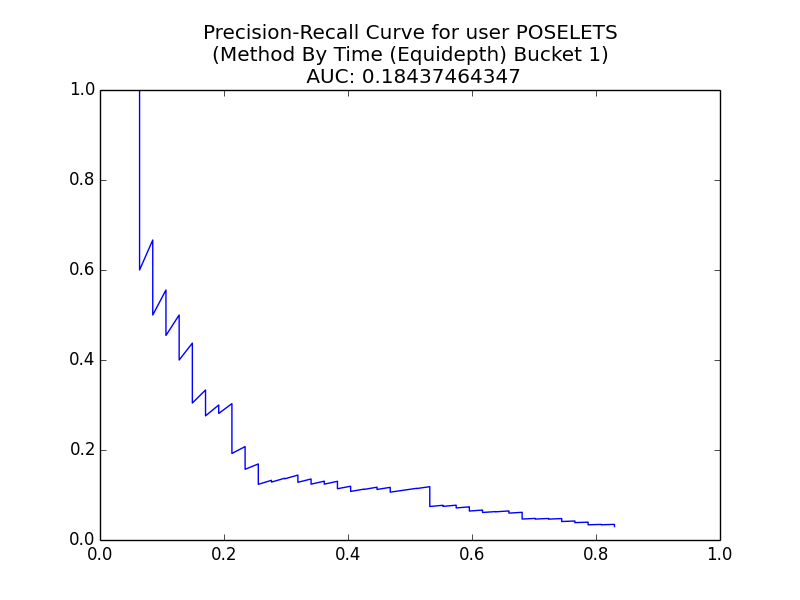 Precision-Recall Curve for user POSELETS
(Method By Time (Equidepth) Bucket 1)
AUC: 0.18437464347
1.0
0.8
0.6
0.4
0.2
0.0
0.0 0.2 0.4 0.6 0.8 1.0